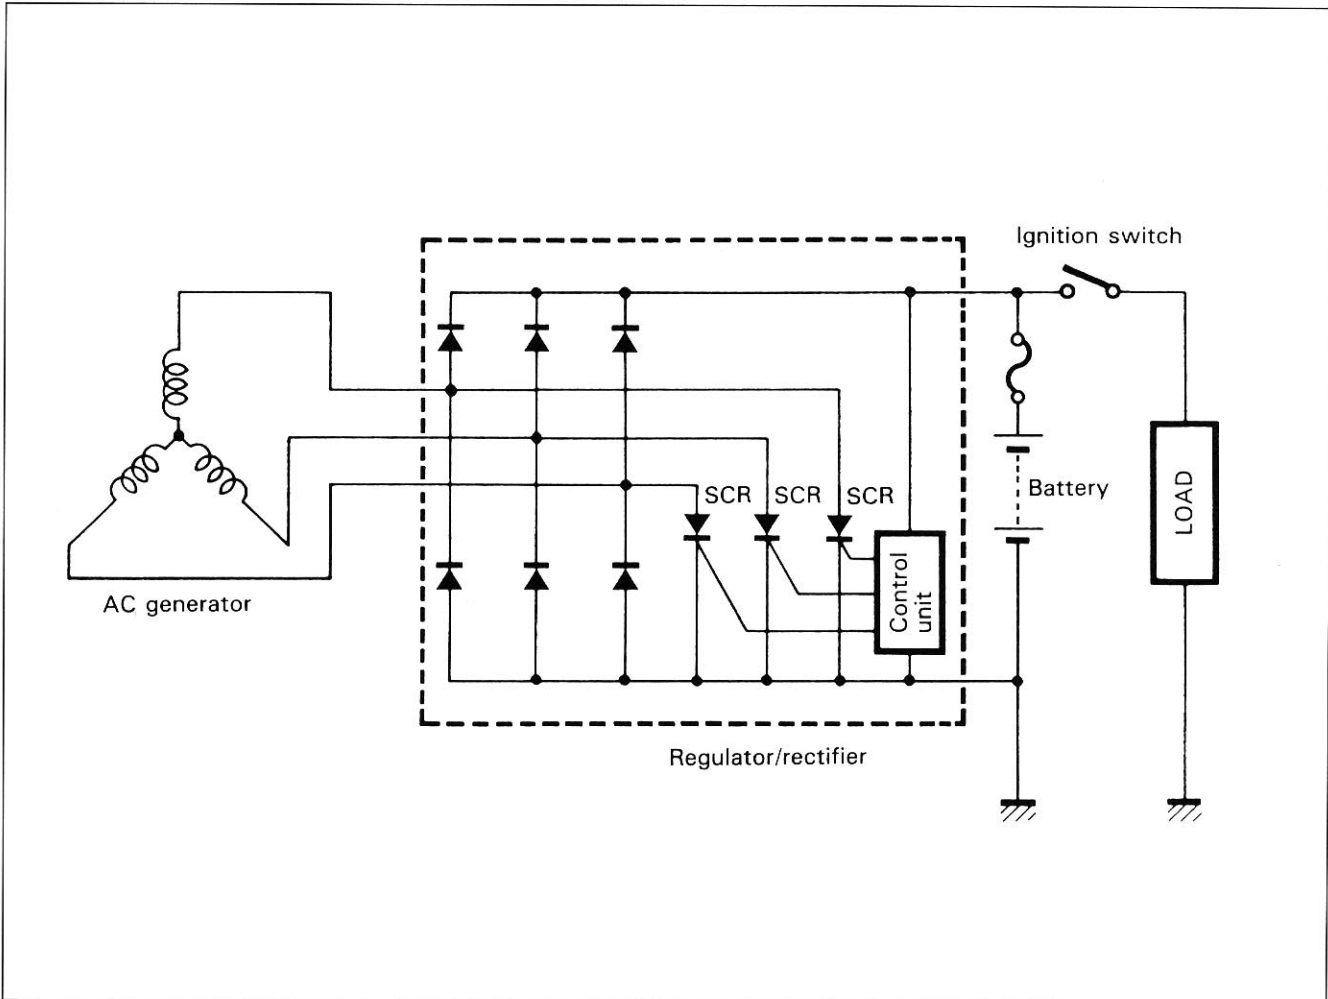 Ignition switch
SCR SCR SCR
Battery
LOAD
Control
unit
AC generator
Regulator/rectifier